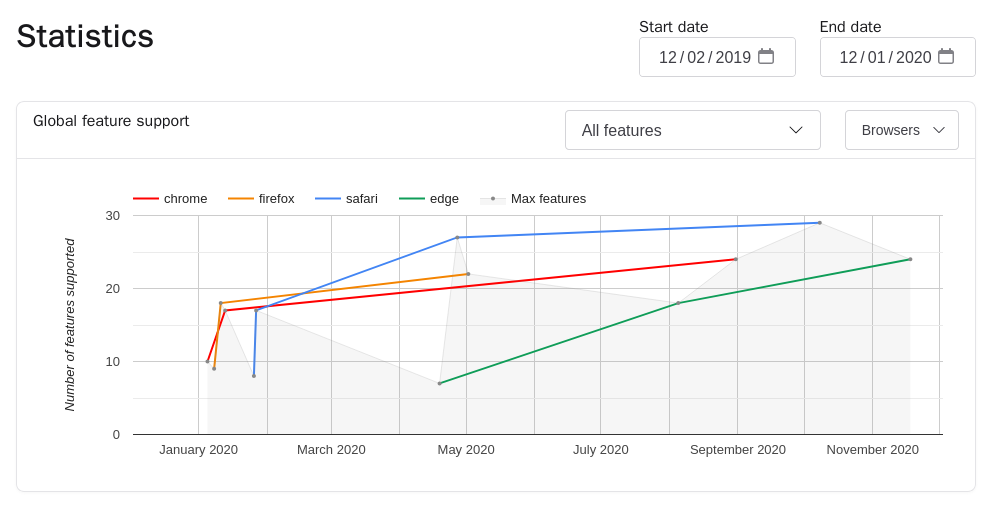 Statistics
Start date
End date
12/02/2019
12/01/2020
Global feature support
All features
Browsers
chrome
firefox
safari
edge
Max features
Number of features supported
30
20
10
0
January 2020
March 2020
May 2020
July 2020
September 2020
November 2020